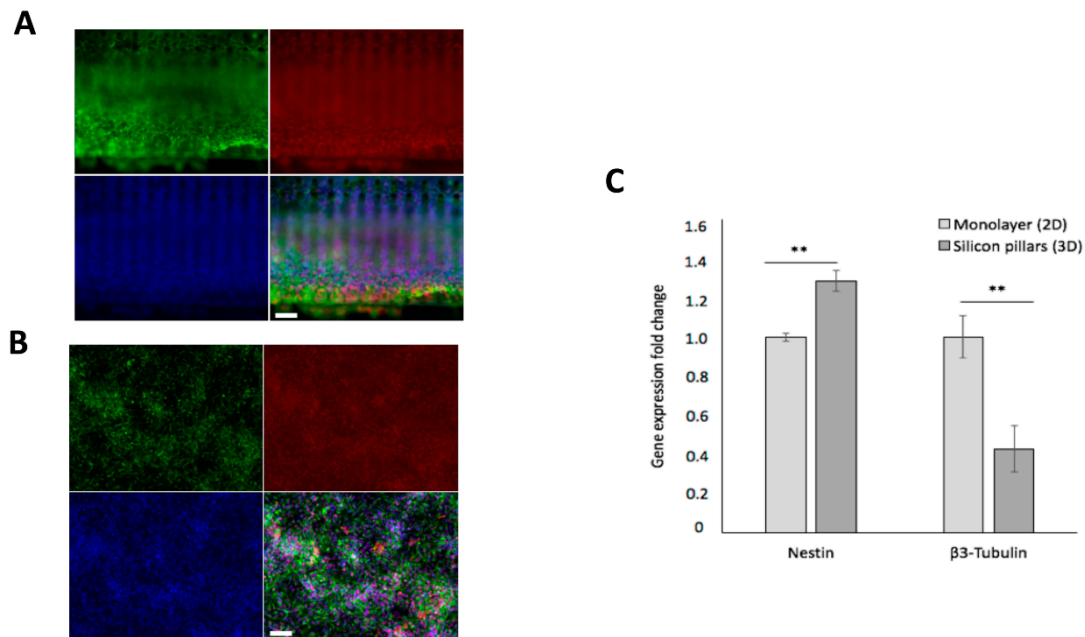 A
B
C
1.6
1.4
1.2
1.0
0.8
0.6
0.4
0.2
0
Gene expression fold change
Monolayer (2D)
Silicon pillars (3D)
**
**
Nestin
β3-Tubulin